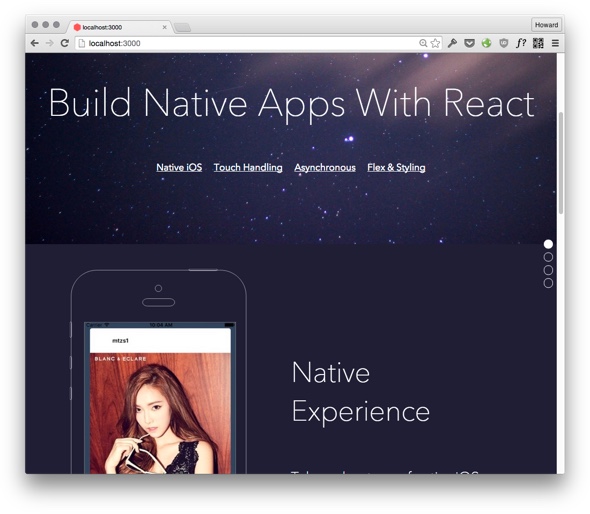 localhost:3000
Howard
localhost:3000
f?
Build Native Apps With React
Native iOS Touch Handling Asynchronous Flex & Styling
10:04 AM
mtzs1
BLANC & ECLARE
Native
Experience